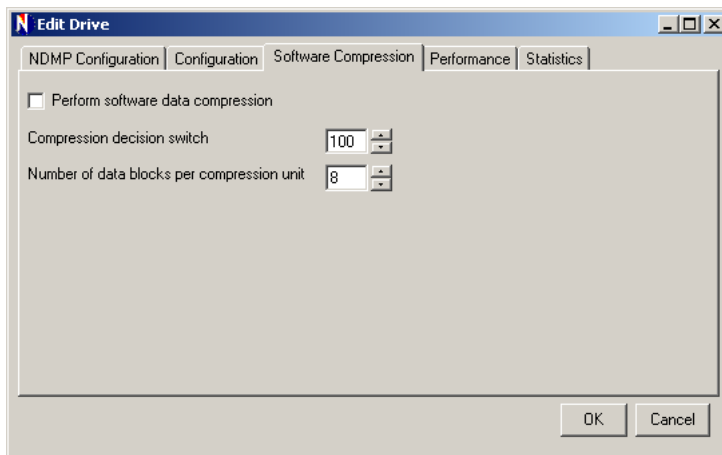 N Edit Drive
NDMP Configuration Configuration Software Compression Performance Statistics
Perform software data compression
Compression decision switch 100
Number of data blocks per compression unit 8
OK Cancel